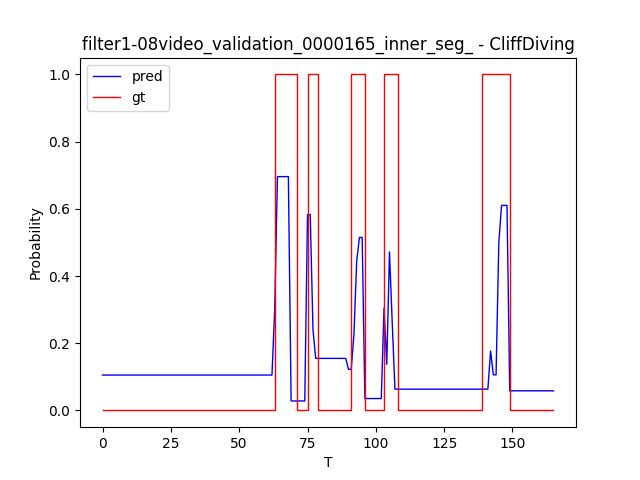 filter1-08video_validation_0000165_inner_seg_ - CliffDiving
pred
gt
1.0
0.8
0.6
0.4
0.2
0.0
Probability
0
25
50
75
100
125
150
T